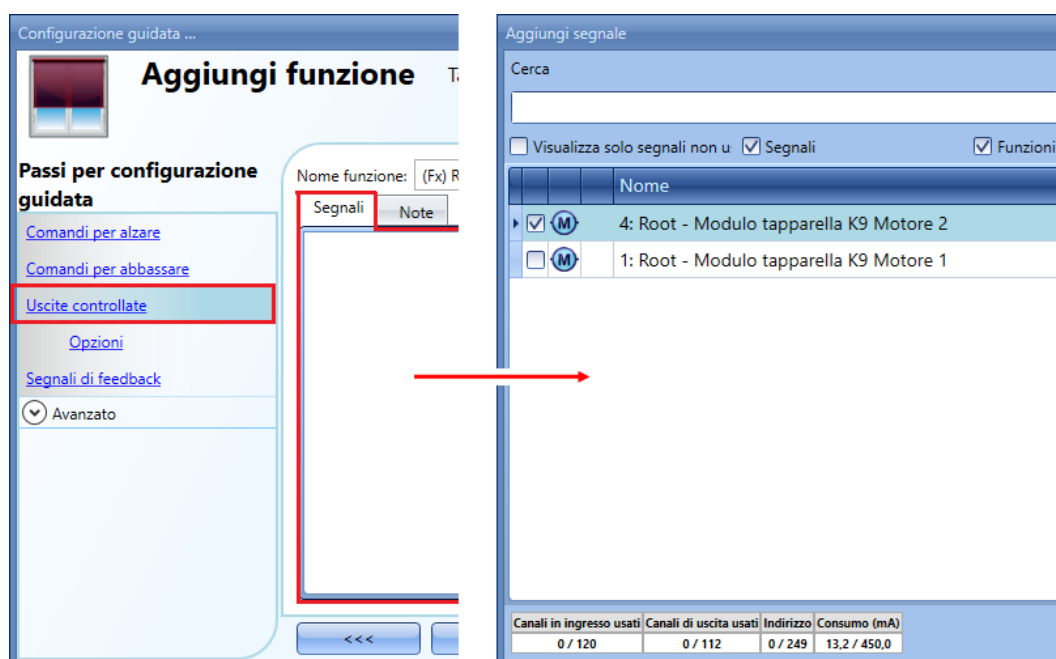 Configurazione guidata ...
Aggiungi funzione
Passi per configurazione
guidata
Comandi per alzare
Comandi per abbassare
Uscite controllate
Opzioni
Segnali di feedback
Avanzato
Nome funzione: (Fx) R
Segnali Note
<<<
Aggiungi segnale
Cerca
Visualizza solo segnali non u Segnali Funzioni
Nome
M 4: Root - Modulo tapparella K9 Motore 2
M 1: Root - Modulo tapparella K9 Motore 1
Canali in ingresso usati Canali di uscita usati Indirizzo Consumo (mA)
0 / 120 0 / 112 0 / 249 13,2 / 450,0